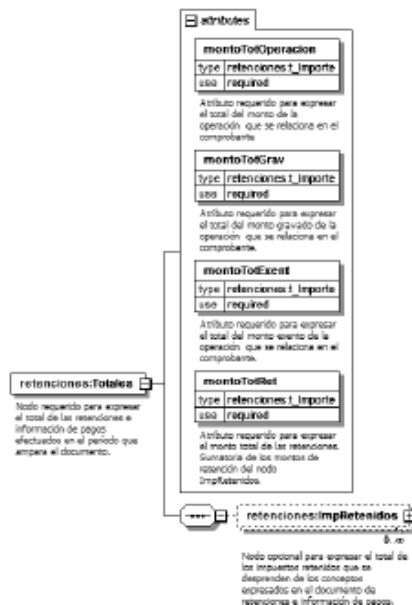 attributes
montoTotOperacion
type retenciones:t_Importe
use required
Atributo requerido para expresar
el total del monto de la
operación que se relaciona en el
comprobante
montoTotGrav
type retenciones:t_Importe
use required
Atributo requerido para expresar
el total del monto gravado de la
operación que se relaciona en el
comprobante.
montoTotExent
type retenciones:t_Importe
use required
Atributo requerido para expresar
el total del monto exento de la
operación que se relaciona en el
comprobante.
montoTotRet
type retenciones:t_Importe
use required
Atributo requerido para expresar
el monto total de las retenciones.
Sumatoria de los montos de
retención del nodo
ImpRetenidos.
retenciones:Totales
Nodo requerido para expresar
el total de las retenciones e
información de pagos
efectuados en el período que
ampara el documento.
retenciones:ImpRetenidos
0..∞
Nodo opcional para expresar el total de
los impuestos retenidos que se
desprenden de los conceptos
expresados en el documento de
retenciones e información de pagos.